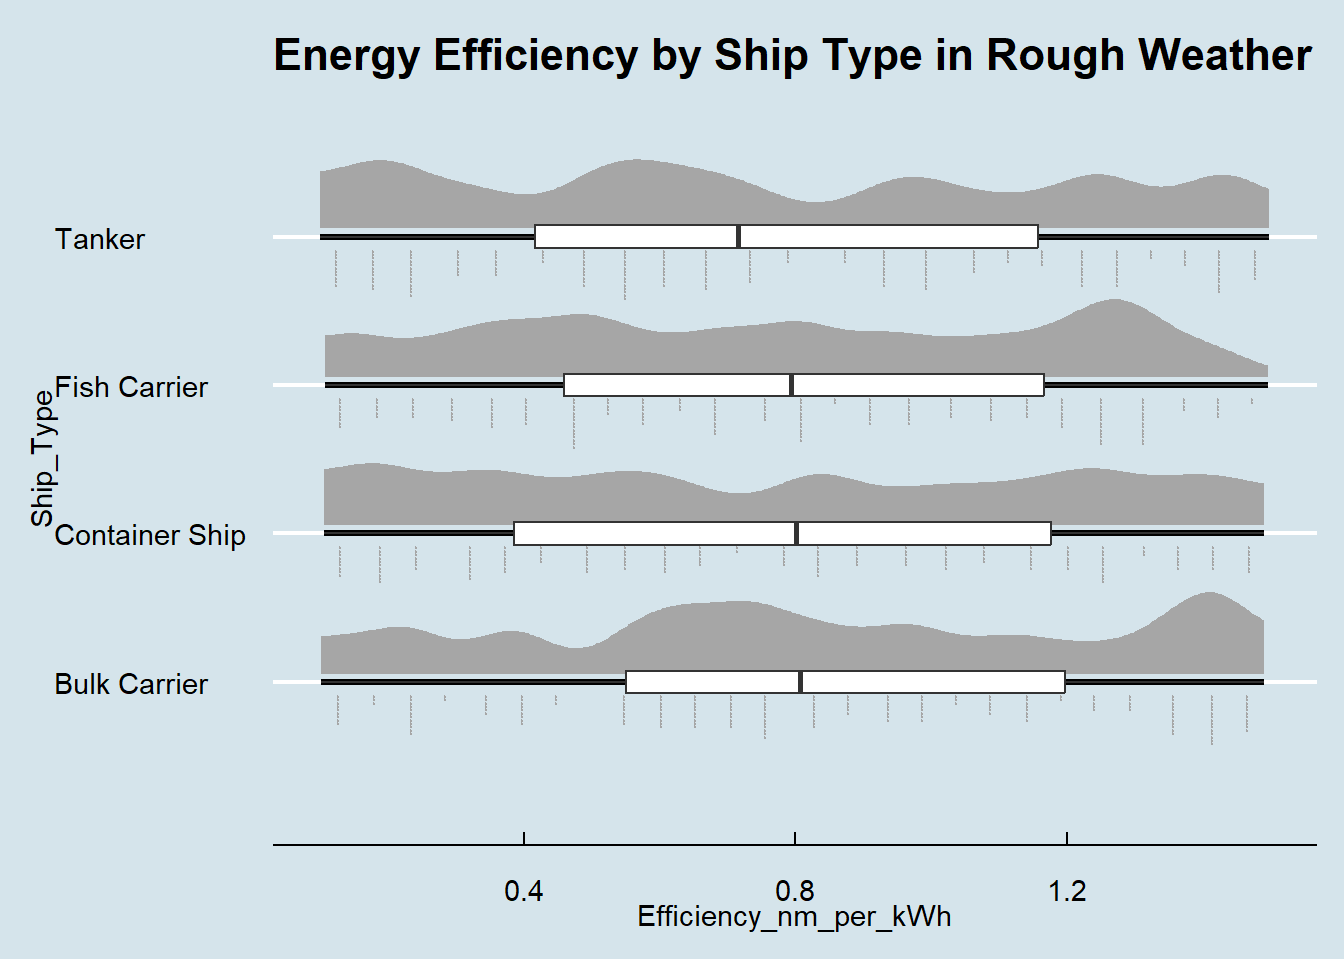 Energy Efficiency by Ship Type in Rough Weather
Ship_Type
Tanker
Fish Carrier
Container Ship
Bulk Carrier
0.4 0.8 1.2
Efficiency_nm_per_kWh